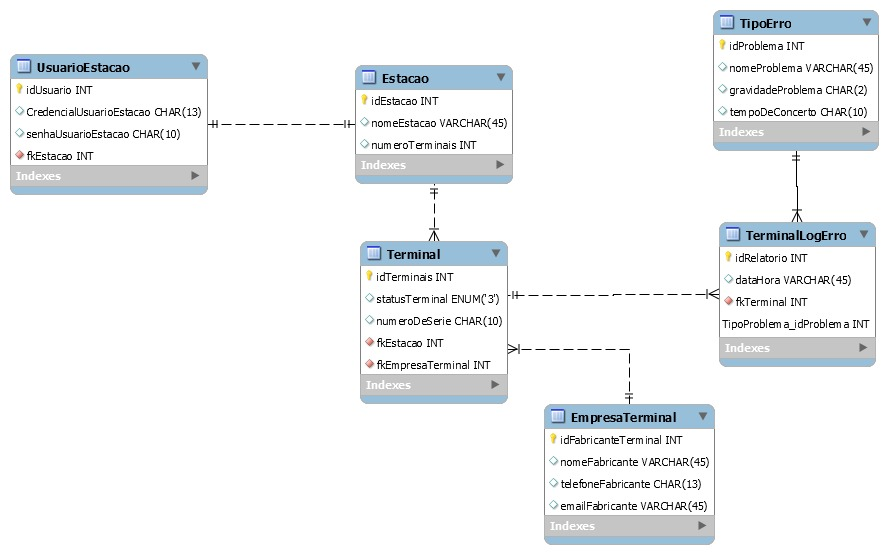 UsuarioEstacao
idUsuario INT
CredencialUsuarioEstacao CHAR(13)
senhaUsuarioEstacao CHAR(10)
fkEstacao INT
Indexes
Estacao
idEstacao INT
nomeEstacao VARCHAR(45)
numeroTerminais INT
Indexes
TipoErro
idProblema INT
nomeProblema VARCHAR(45)
gravidadeProblema CHAR(2)
tempoDeConcerto CHAR(10)
Indexes
Terminal
idTerminais INT
statusTerminal ENUM('3')
numeroDeSerie CHAR(10)
fkEstacao INT
fkEmpresaTerminal INT
Indexes
TerminalLogErro
idRelatorio INT
dataHora VARCHAR(45)
fkTerminal INT
TipoProblema_idProblema INT
Indexes
EmpresaTerminal
idFabricanteTerminal INT
nomeFabricante VARCHAR(45)
telefoneFabricante CHAR(13)
emailFabricante VARCHAR(45)
Indexes